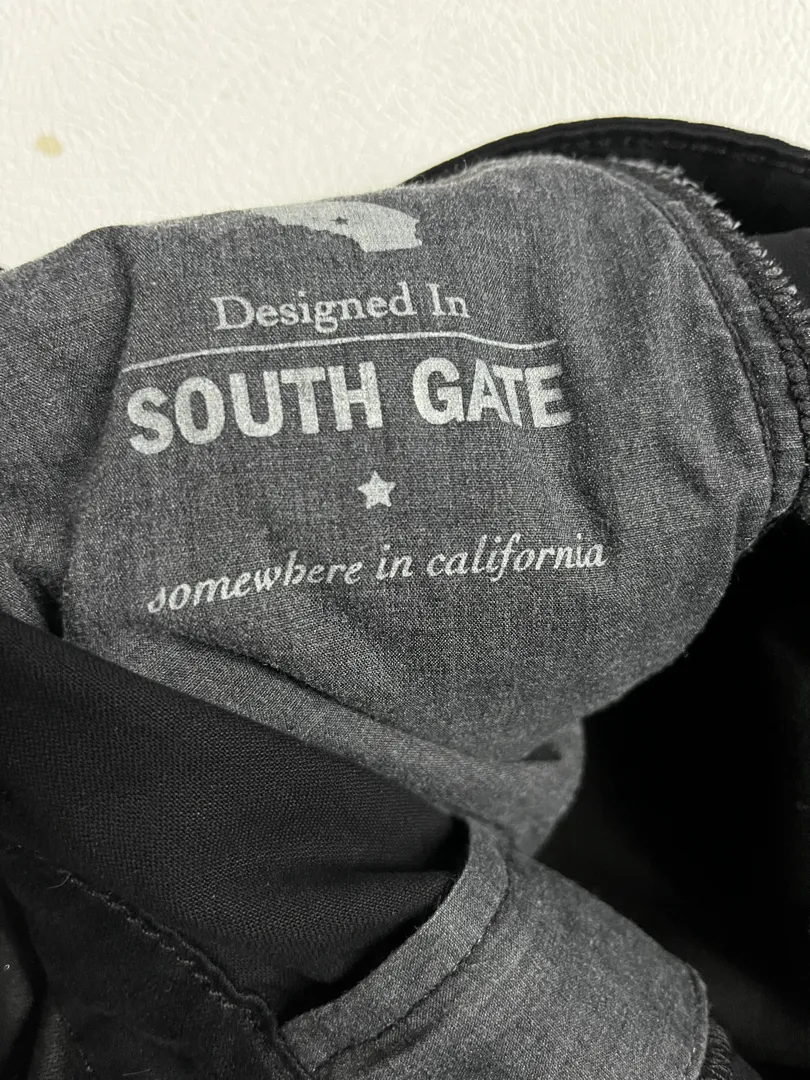 Designed In
SOUTH GATE
somewhere in california